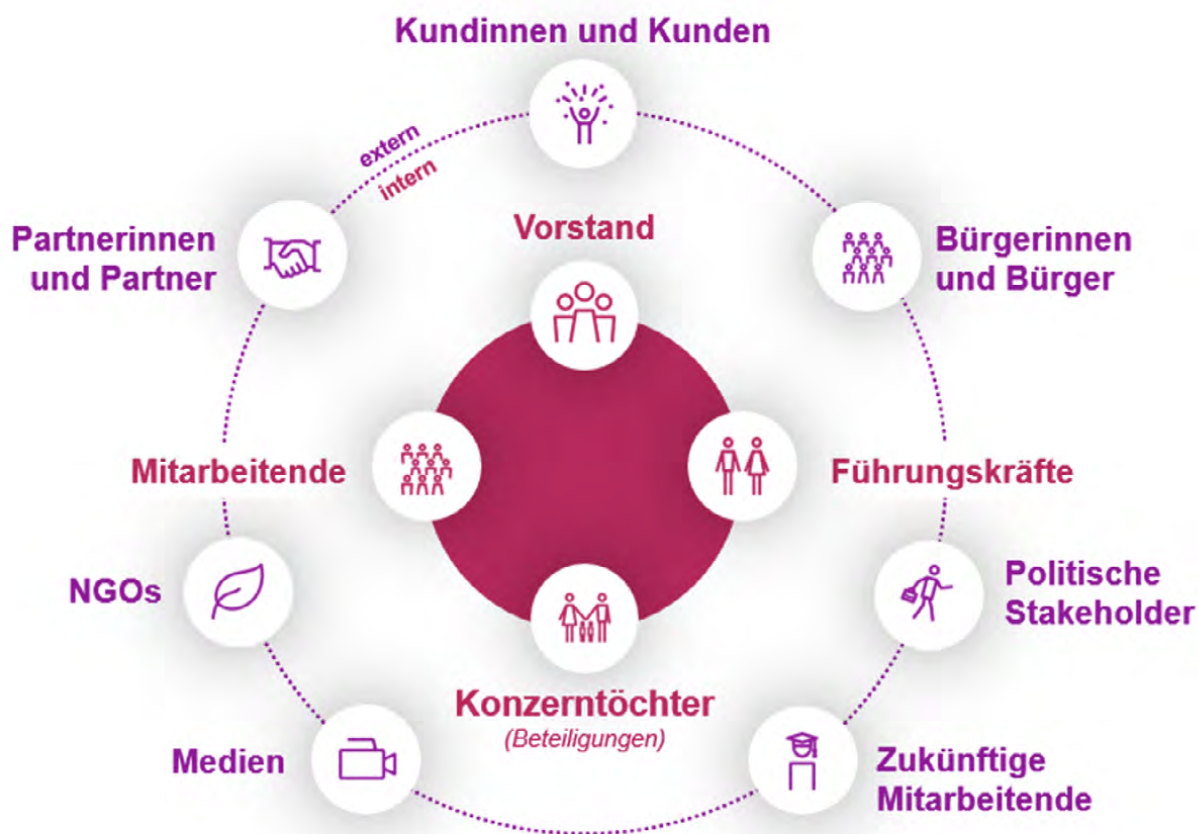 Kundinnen und Kunden
extern
intern
Partnerinnen
und Partner
Vorstand
Bürgerinnen
und Bürger
Mitarbeitende
Führungskräfte
NGOs
Politische
Stakeholder
Konzerntöchter
(Beteiligungen)
Medien
Zukünftige
Mitarbeitende